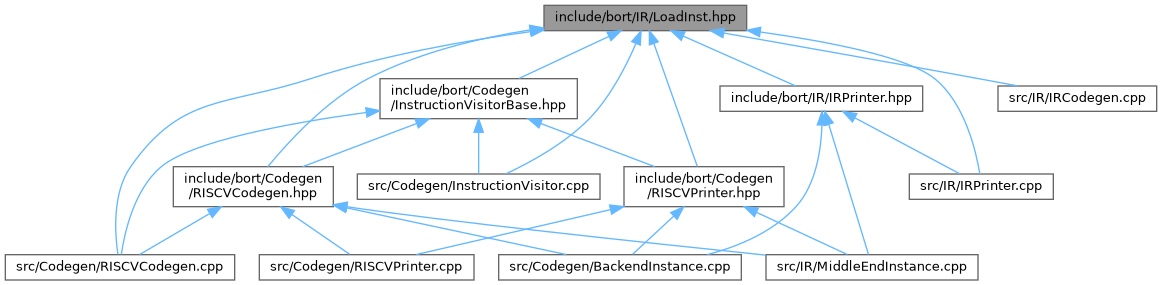 include/bort/IR/LoadInst.hpp
include/bort/Codegen
/InstructionVisitorBase.hpp
include/bort/IR/IRPrinter.hpp
src/IR/IRCodegen.cpp
include/bort/Codegen
/RISCVCodegen.hpp
src/Codegen/InstructionVisitor.cpp
include/bort/Codegen
/RISCVPrinter.hpp
src/IR/IRPrinter.cpp
src/Codegen/RISCVCodegen.cpp
src/Codegen/RISCVPrinter.cpp
src/Codegen/BackendInstance.cpp
src/IR/MiddleEndInstance.cpp